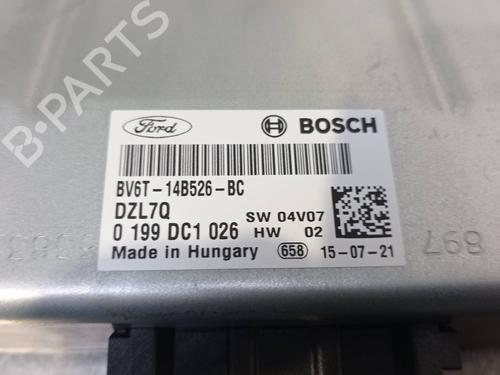 Ford
BOSCH
BV6T-14B526-BC
DZL7Q
SW 04V07
0 199 DC1 026
HW 02
Made in Hungary
658
15-07-21
897
B-PARTS